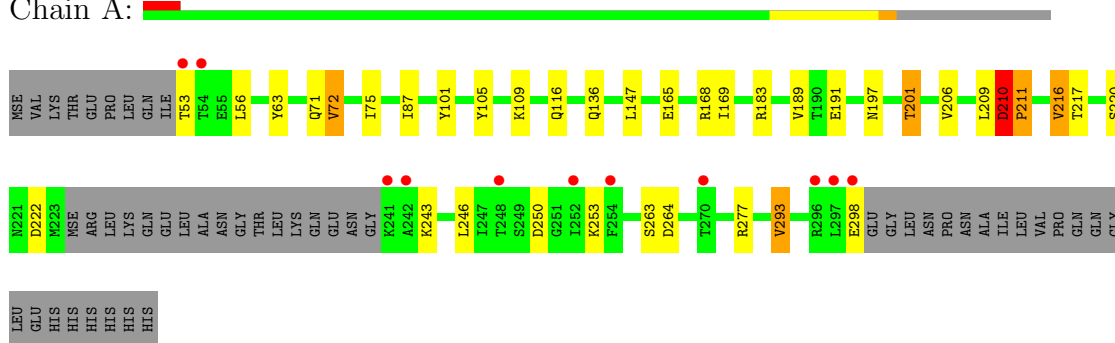 Chain A:
MSE VAL LYS THR GLU PRO LEU GLN ILE T53 T54 E55 L56 Y63 Q71 V72 I75 I87 Y101 Y105 K109 Q116 Q136 L147 E165 R168 I169 R183 V189 T190 E191 N197 T201 V206 L209 D210 P211 V216 T217 S220
N221 D222 M223 MSE ARG LEU LYS GLN GLU LEU ALA ASN GLY THR LEU LYS GLN GLU ASN GLY K241 A242 K243 L246 I247 T248 S249 D250 G251 I252 K253 F254 S263 D264 T270 R277 V293 R296 L297 E298 GLU GLY LEU ASN PRO ASN ALA ILE LEU VAL PRO GLN GLN GLY
LEU GLU HIS HIS HIS HIS HIS HIS